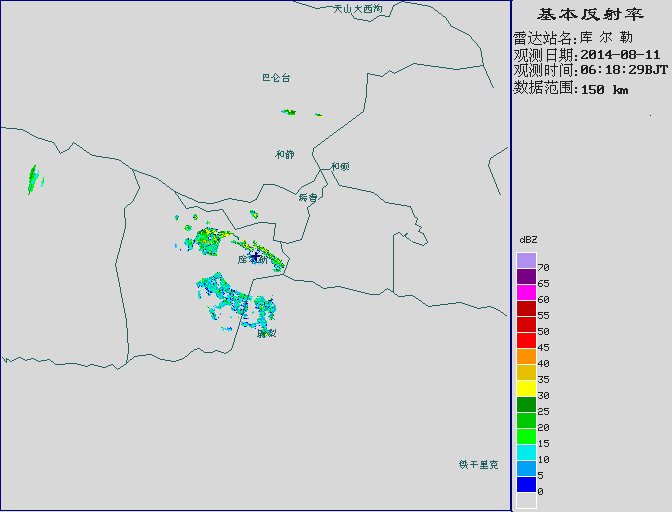 天山大西沟
巴仑台
和静
和硕
焉耆
库尔勒
尉犁
铁干里克
基本反射率
雷达站名:库 尔 勒
观测日期:2014-08-11
观测时间:06:18:29BJT
数据范围:150 km
dBZ
70
65
60
55
50
45
40
35
30
25
20
15
10
5
0